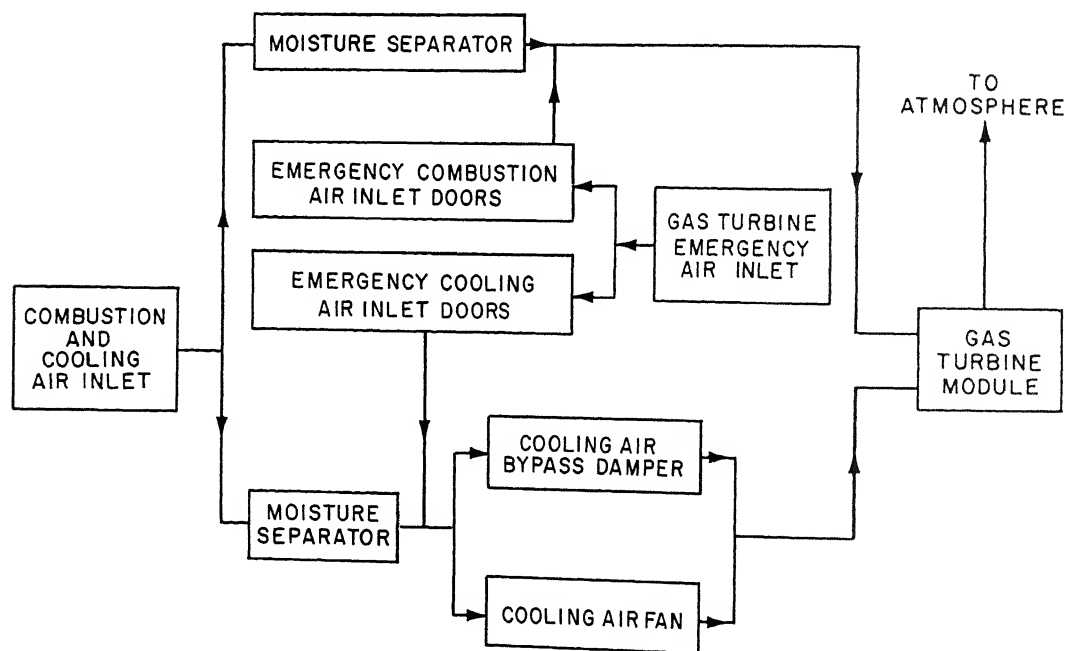 MOISTURE SEPARATOR
TO
ATMOSPHERE
EMERGENCY COMBUSTION
AIR INLET DOORS
GAS TURBINE
EMERGENCY
AIR INLET
EMERGENCY COOLING
AIR INLET DOORS
COMBUSTION
AND
COOLING
AIR INLET
GAS
TURBINE
MODULE
COOLING AIR
BYPASS DAMPER
MOISTURE
SEPARATOR
COOLING AIR FAN